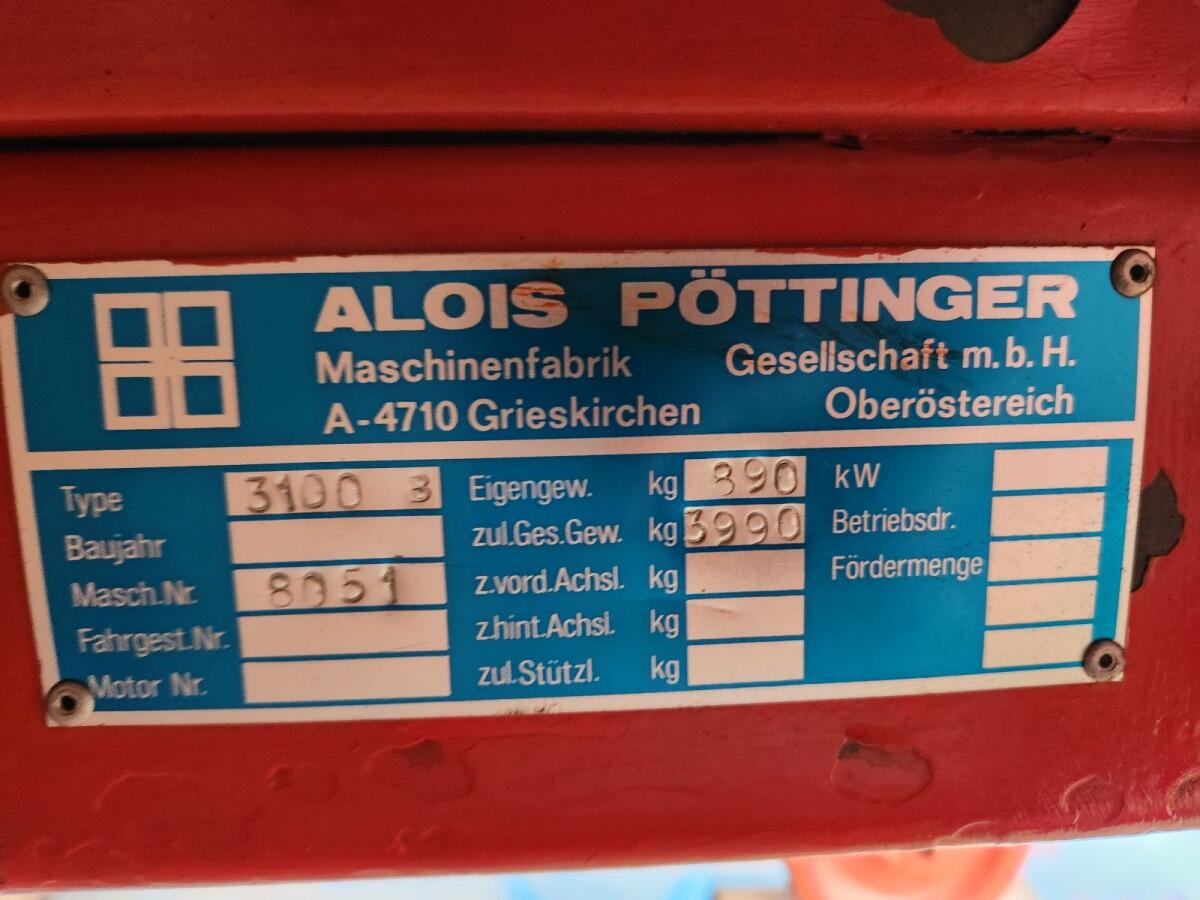 ALOIS PÖTTINGER
Maschinenfabrik Gesellschaft m.b.H.
A-4710 Grieskirchen Oberöstereich
Type 3100 B Eigengew. kg 890 kW
Baujahr zul.Ges.Gew. kg 3990 Betriebsdr.
Masch.Nr. 8051 z.vord.Achsl. kg Fördermenge
Fahrgest.Nr. z.hint.Achsl. kg
Motor Nr. zul.Stützl. kg